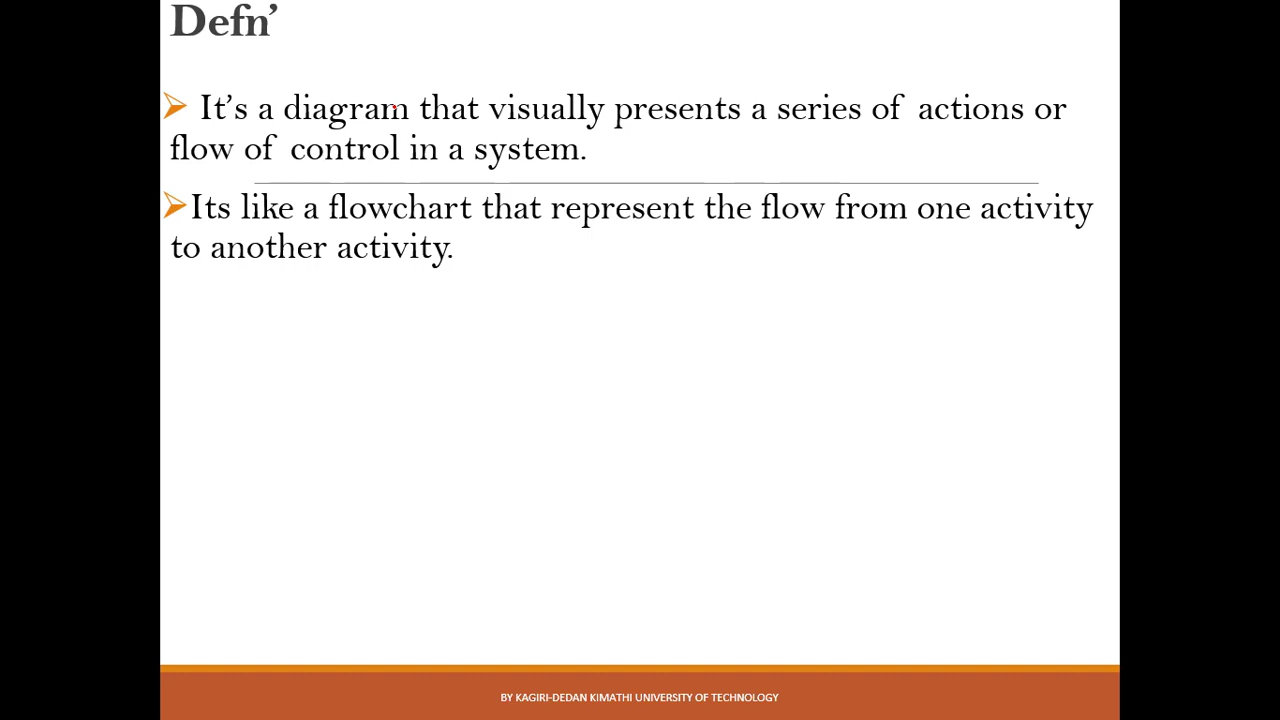 Defn’
It’s a diagram that visually presents a series of actions or
flow of control in a system.
Its like a flowchart that represent the flow from one activity
to another activity.
BY KAGIRI-DEDAN KIMATHI UNIVERSITY OF TECHNOLOGY